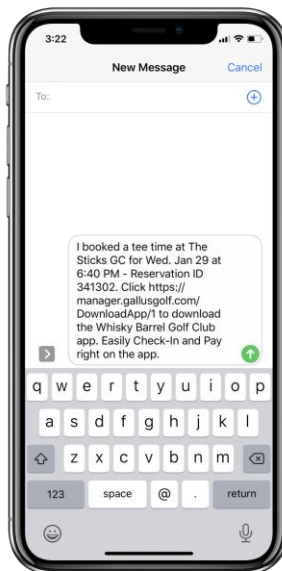 3:22
New Message Cancel
To:
I booked a tee time at The
Sticks GC for Wed. Jan 29 at
6:40 PM - Reservation ID
341302. Click https://
manager.gallusgolf.com/
DownloadApp/1 to download
the Whisky Barrel Golf Club
app. Easily Check-In and Pay
right on the app.
q w e r t y u i o p
a s d f g h j k l
z x c v b n m
123 space @ . return